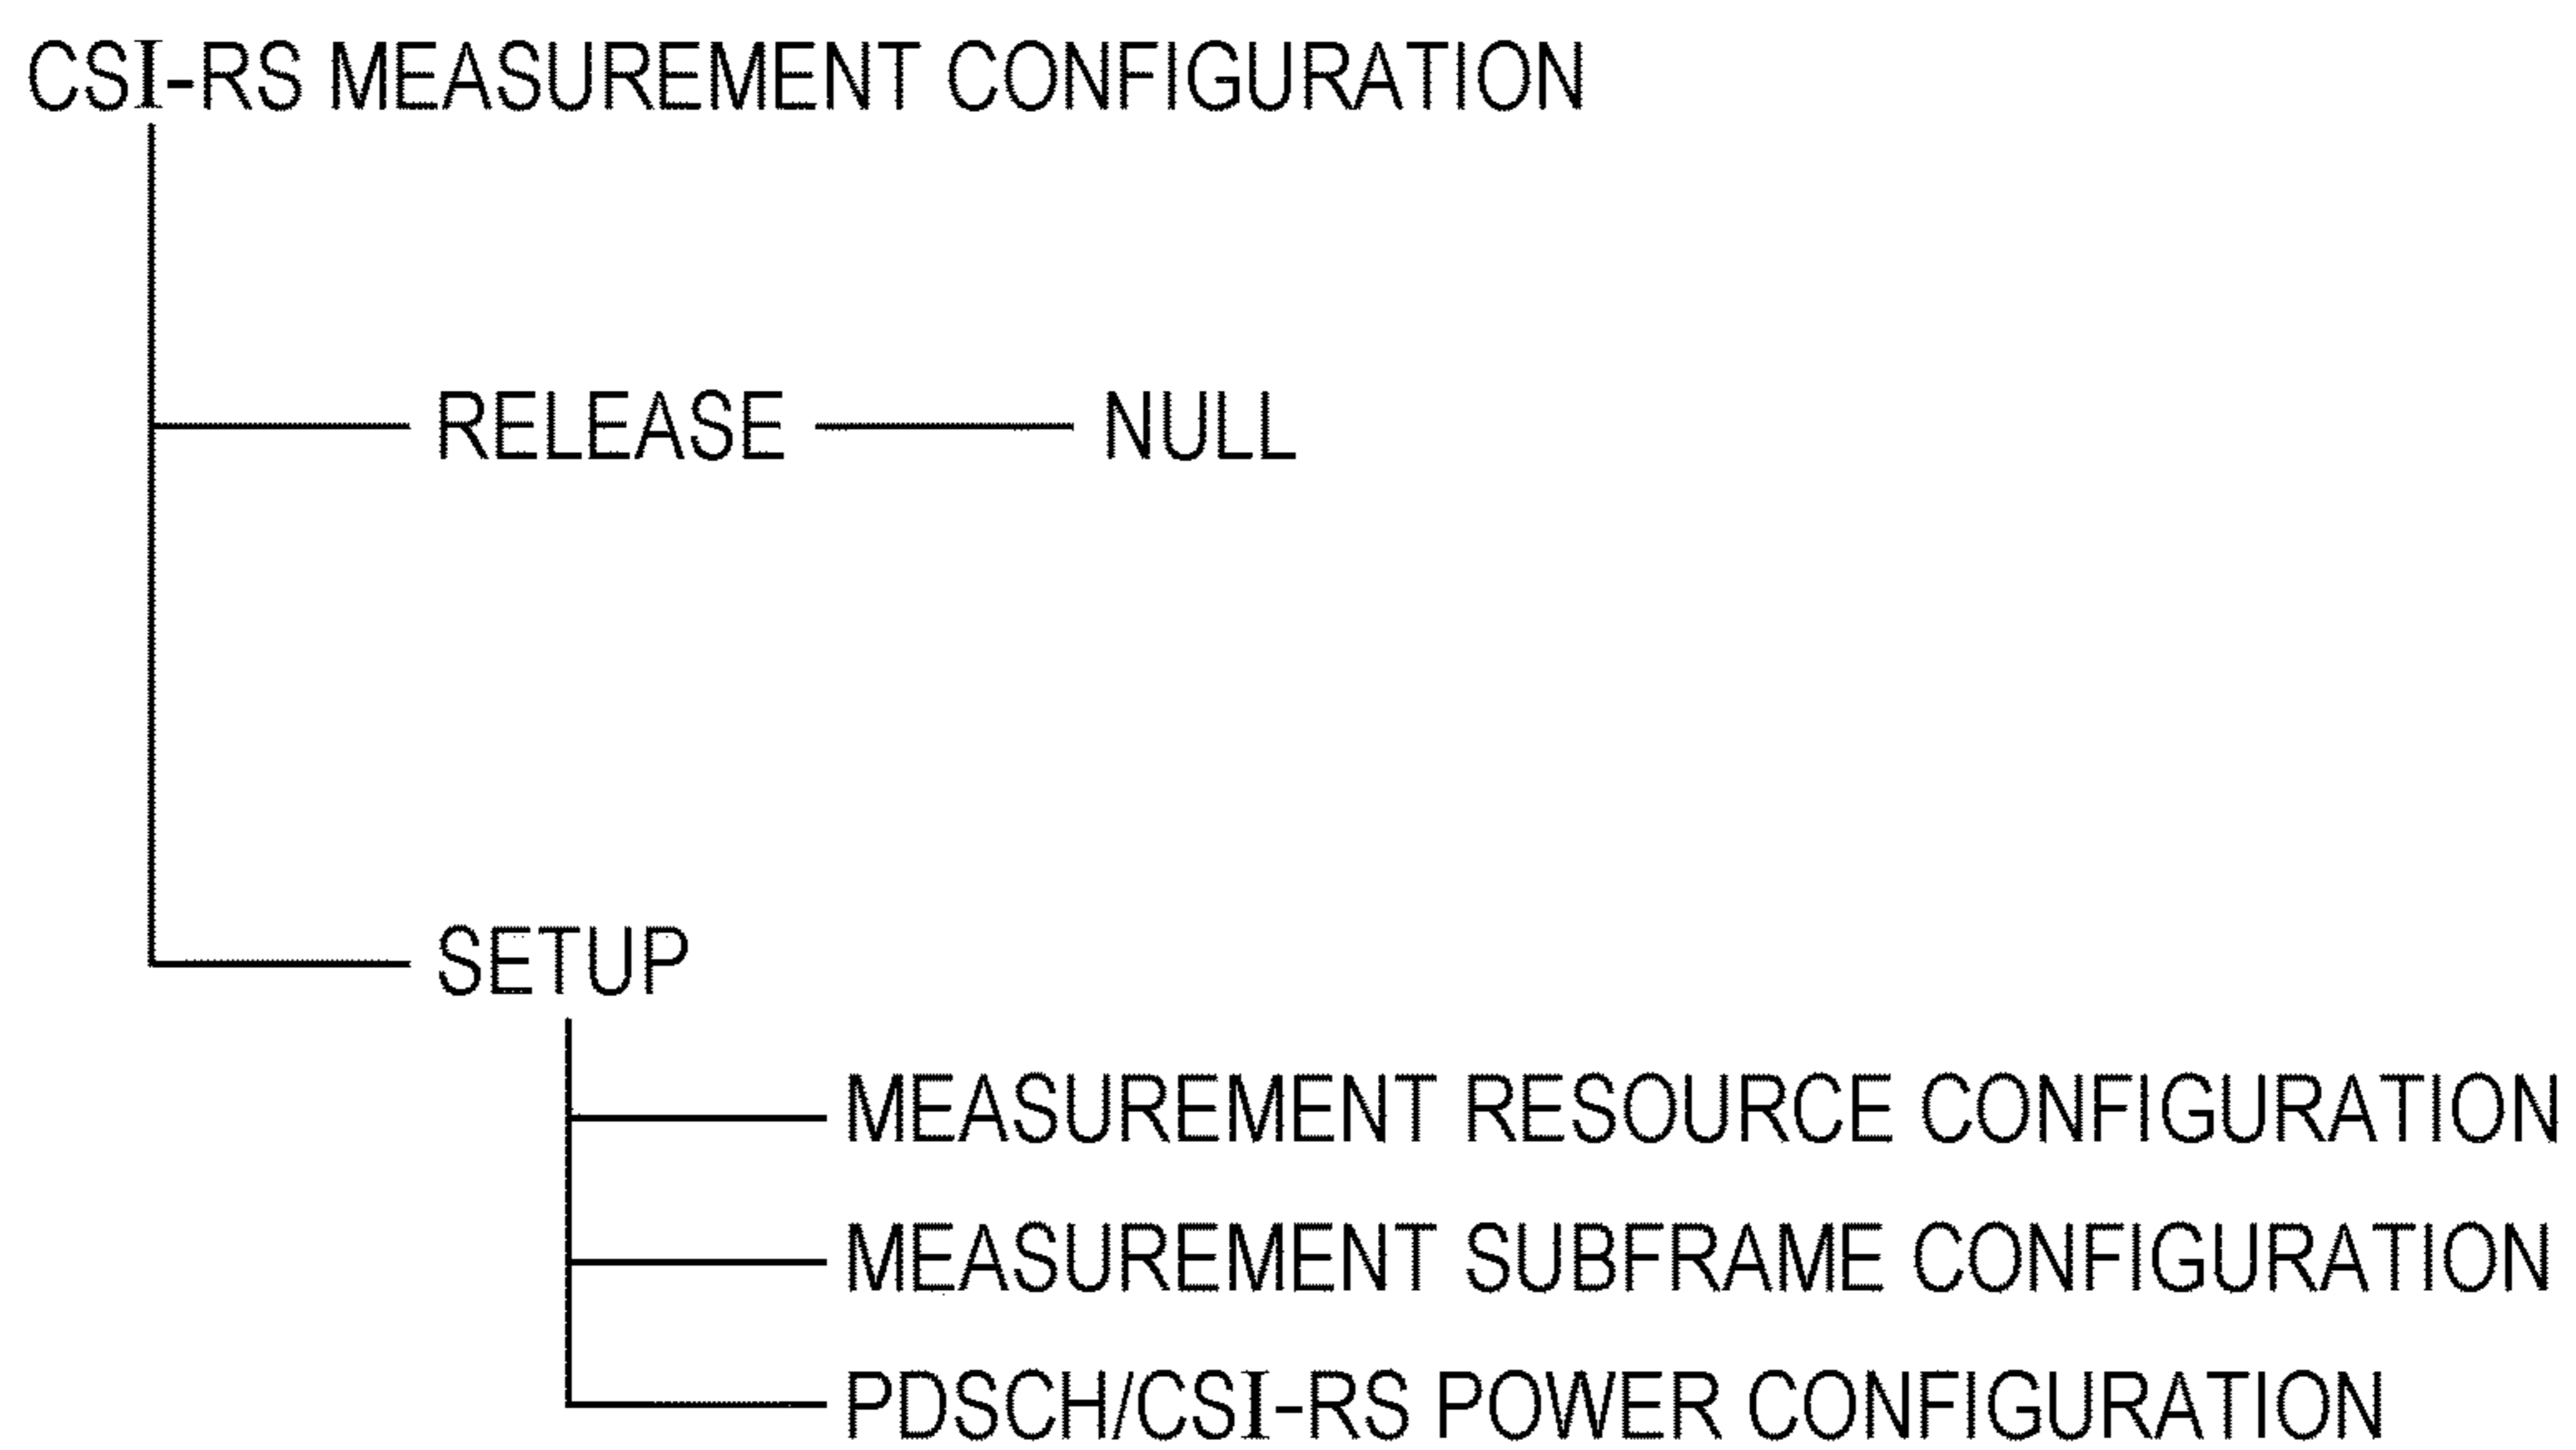 CSI-RS MEASUREMENT CONFIGURATION
RELEASE NULL
SETUP
MEASUREMENT RESOURCE CONFIGURATION
MEASUREMENT SUBFRAME CONFIGURATION
PDSCH/CSI-RS POWER CONFIGURATION